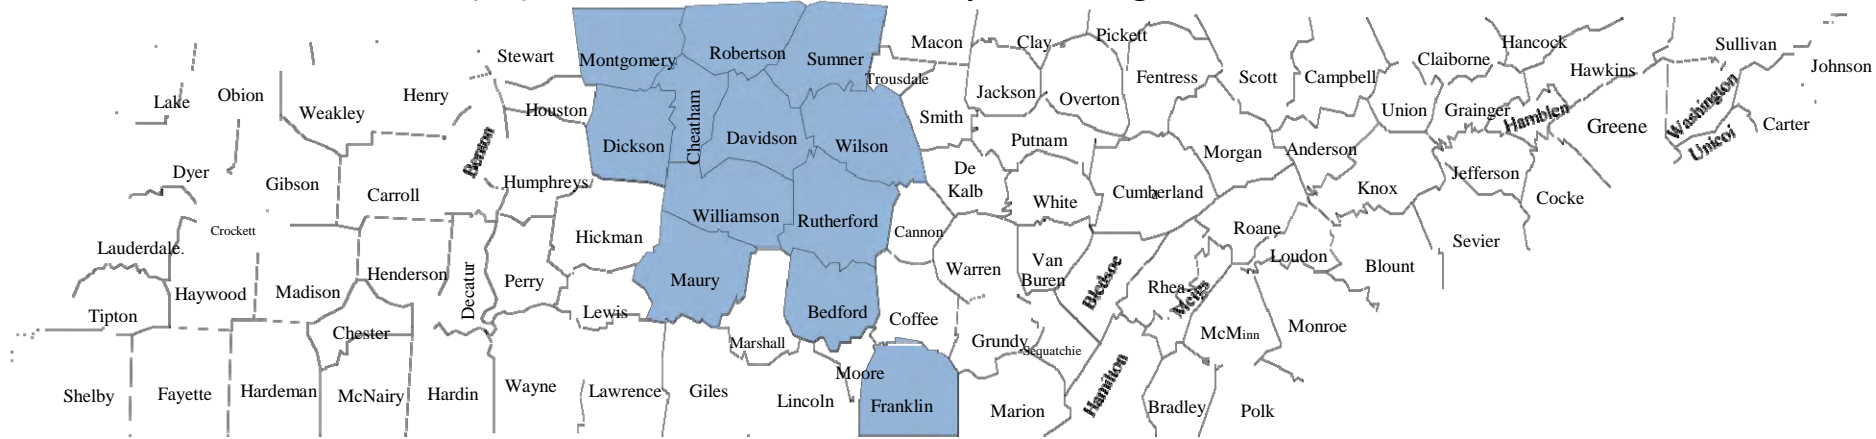 Stewart
Montgomery
Robertson
Sumner
Macon
Clay
Pickett
Hancock
Sullivan
Johnson
Lake
Obion
Weakley
Henry
Houston
Trousdale
Jackson
Overton
Fentress
Scott
Campbell
Claiborne
Hawkins
Union
Grainger
Hamblen
Washington
Greene
Unicoi
Carter
Benton
Dickson
Cheatham
Davidson
Wilson
Smith
Putnam
Morgan
Anderson
Jefferson
Dyer
Gibson
Carroll
Humphreys
De
Kalb
White
Cumberland
Knox
Cocke
Crockett
Lauderdale
Hickman
Williamson
Rutherford
Cannon
Roane
Sevier
Haywood
Madison
Henderson
Decatur
Perry
Maury
Warren
Van
Buren
Bledsoe
Rhea
Meigs
Loudon
Blount
Tipton
Chester
Lewis
Marshall
Bedford
Coffee
Grundy
Sequatchie
McMinn
Monroe
Shelby
Fayette
Hardeman
McNairy
Hardin
Wayne
Lawrence
Giles
Lincoln
Moore
Franklin
Marion
Hamilton
Bradley
Polk